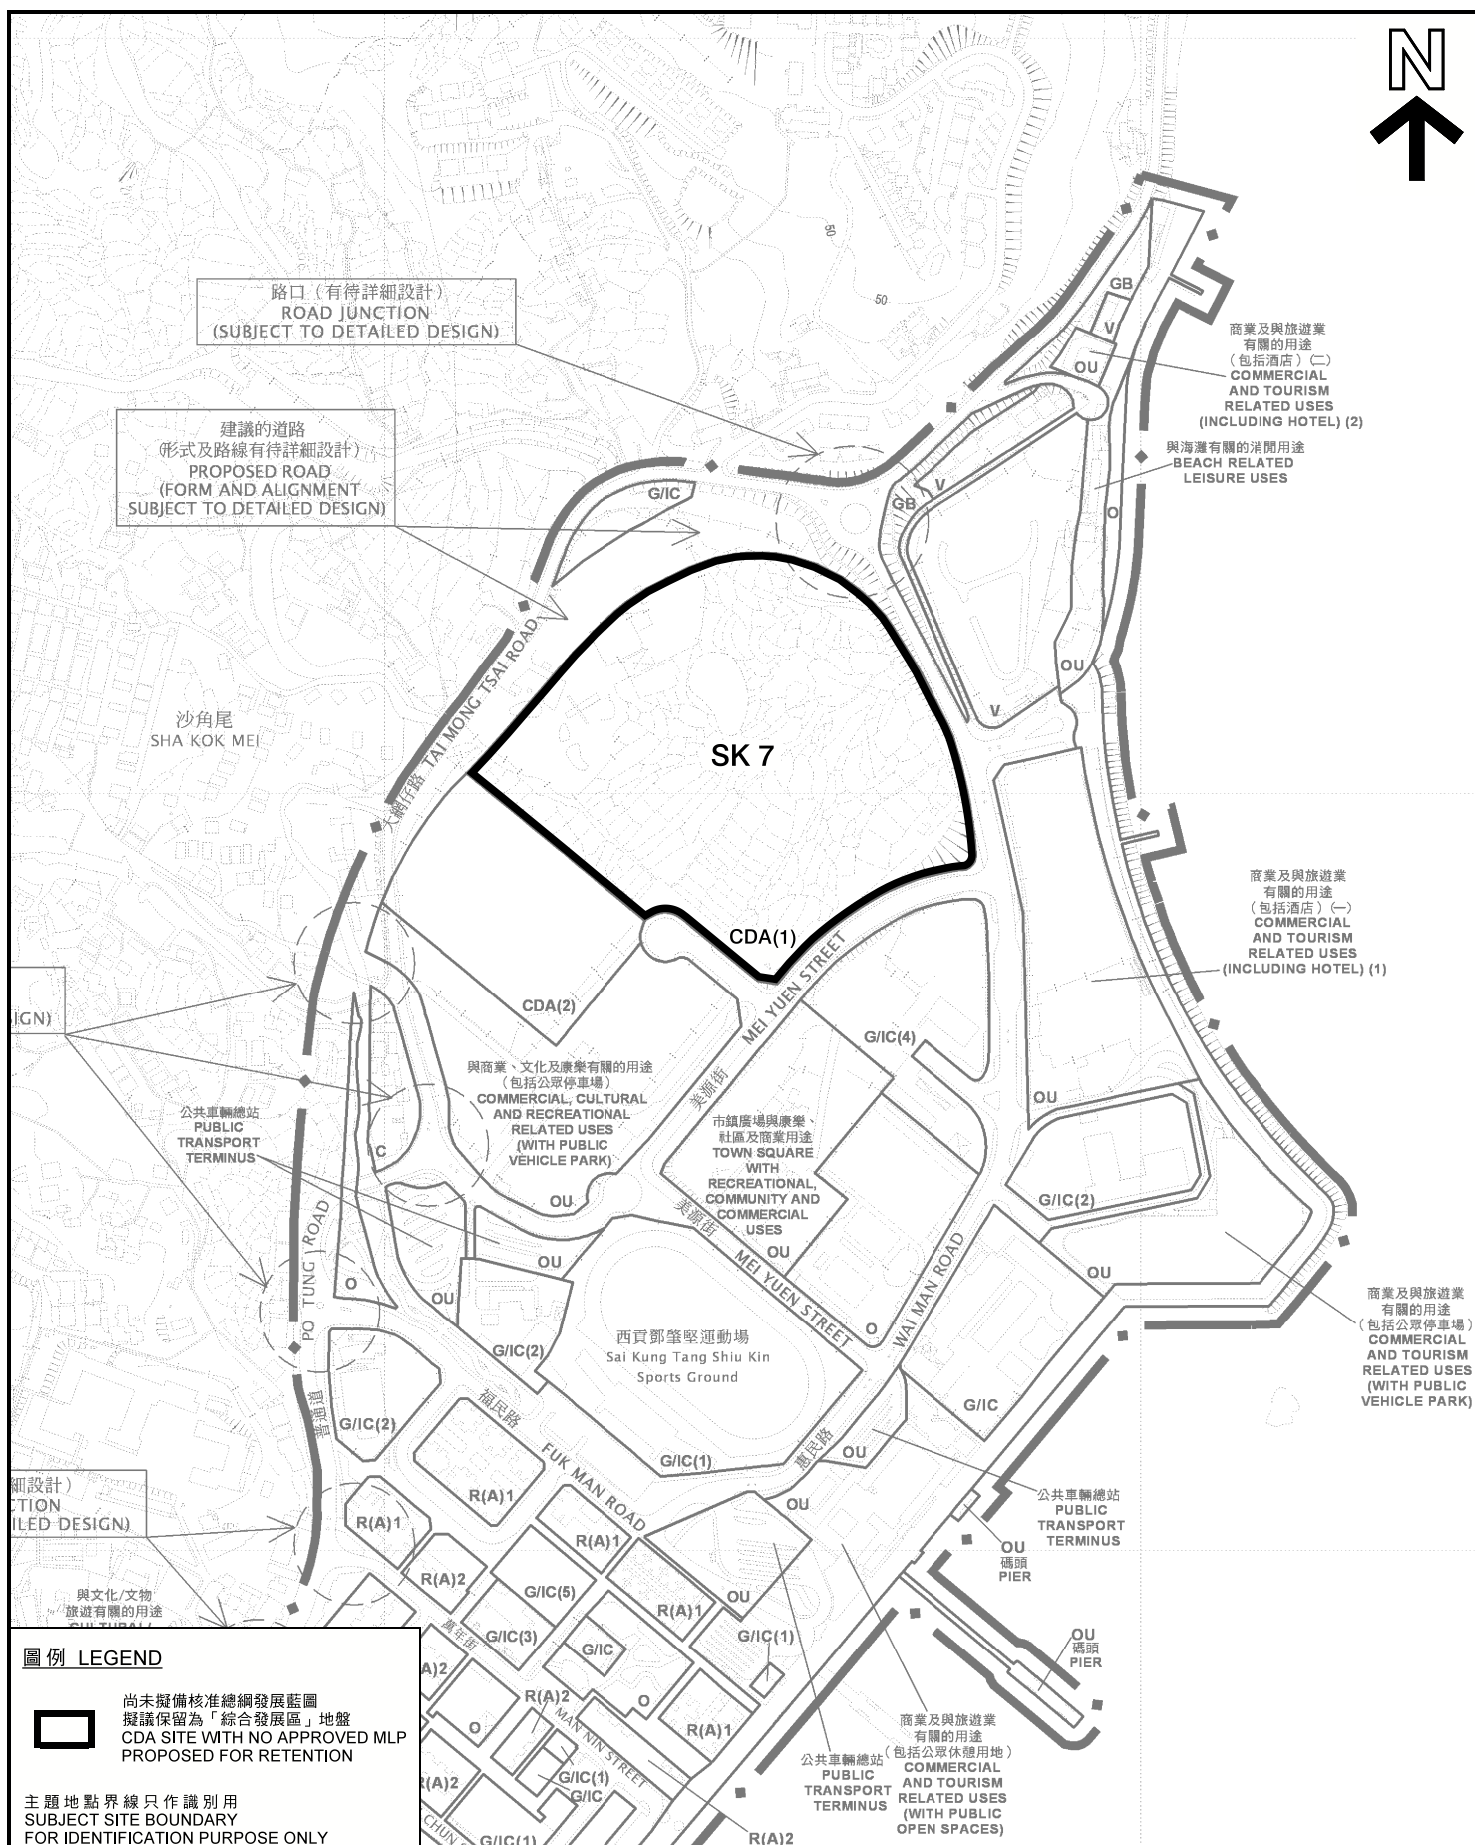 N
50
50
路口（有待詳細設計）
ROAD JUNCTION
(SUBJECT TO DETAILED DESIGN)
建議的道路
(形式及路線有待詳細設計)
PROPOSED ROAD
(FORM AND ALIGNMENT
SUBJECT TO DETAILED DESIGN)
G/IC
GB
V
OU
商業及與旅遊業
有關的用途
（包括酒店）(二)
COMMERCIAL
AND TOURISM
RELATED USES
(INCLUDING HOTEL) (2)
與海灘有關的消閒用途
BEACH RELATED
LEISURE USES
V
GB
O
OU
V
沙角尾
SHA KOK MEI
大網仔路 TAI MONG TSAI ROAD
SK 7
CDA(1)
商業及與旅遊業
有關的用途
（包括酒店）(一)
COMMERCIAL
AND TOURISM
RELATED USES
(INCLUDING HOTEL) (1)
CDA(2)
MEI YUEN STREET
美源街
G/IC(4)
IGN)
與商業、文化及康樂有關的用途
（包括公眾停車場）
COMMERCIAL, CULTURAL
AND RECREATIONAL
RELATED USES
(WITH PUBLIC
VEHICLE PARK)
OU
公共車輛總站
PUBLIC
TRANSPORT
TERMINUS
C
市鎮廣場與康樂、
社區及商業用途
TOWN SQUARE
WITH
RECREATIONAL,
COMMUNITY AND
COMMERCIAL
USES
OU
OU
G/IC(2)
美源街
MEI YUEN STREET
WAI MAN ROAD
惠民路
PO TUNG ROAD
普通道
O
OU
OU
G/IC(2)
西貢鄧肇堅運動場
Sai Kung Tang Shiu Kin
Sports Ground
O
OU
商業及與旅遊業
有關的用途
（包括公眾停車場）
COMMERCIAL
AND TOURISM
RELATED USES
(WITH PUBLIC
VEHICLE PARK)
G/IC
G/IC(2)
福民路
FUK MAN ROAD
G/IC(1)
OU
OU
公共車輛總站
PUBLIC
TRANSPORT
TERMINUS
OU
碼頭
PIER
細設計）
CTION
ILED DESIGN)
R(A)1
R(A)1
R(A)1
R(A)2
G/IC(5)
R(A)1
OU
與文化/文物
旅遊有關的用途
CULTURAL/
萬年街
G/IC(3)
G/IC
G/IC(1)
OU
碼頭
PIER
A)2
R(A)2
O
O
R(A)1
MAN NIN STREET
G/IC(1)
G/IC
R(A)2
CHUN
G/IC(1)
R(A)2
公共車輛總站
PUBLIC
TRANSPORT
TERMINUS
商業及與旅遊業
有關的用途
（包括公眾休憩用地）
COMMERCIAL
AND TOURISM
RELATED USES
(WITH PUBLIC
OPEN SPACES)
圖例 LEGEND
尚未擬備核准總綱發展藍圖
擬議保留為「綜合發展區」地盤
CDA SITE WITH NO APPROVED MLP
PROPOSED FOR RETENTION
主題地點界線只作識別用
SUBJECT SITE BOUNDARY
FOR IDENTIFICATION PURPOSE ONLY